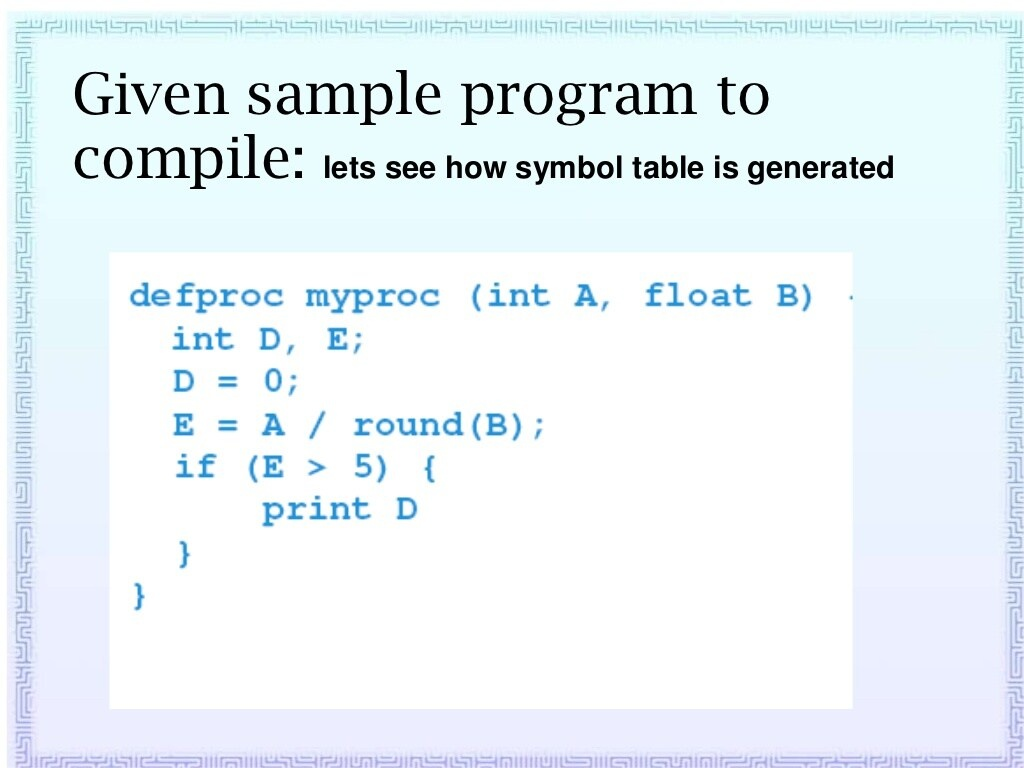 Given sample program to
compile: lets see how symbol table is generated
defproc myproc (int A, float B)
int D, E;
D = 0;
E = A / round(B);
if (E > 5) {
print D
}
}